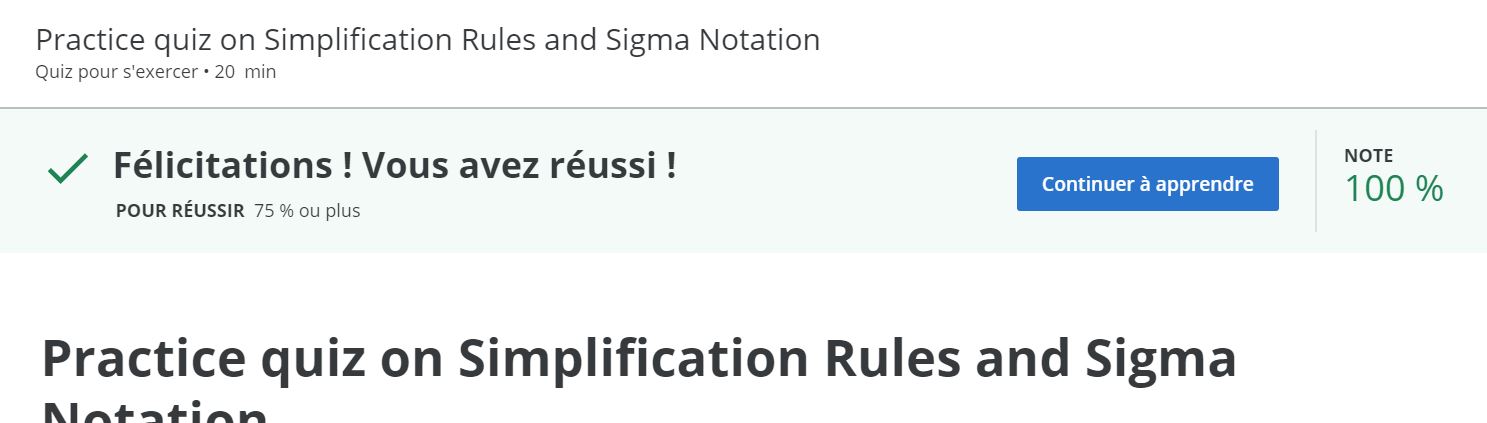 Practice quiz on Simplification Rules and Sigma Notation
Quiz pour s'exercer • 20 min
Félicitations ! Vous avez réussi !
POUR RÉUSSIR 75 % ou plus
Continuer à apprendre
NOTE
100 %
Practice quiz on Simplification Rules and Sigma
Notation